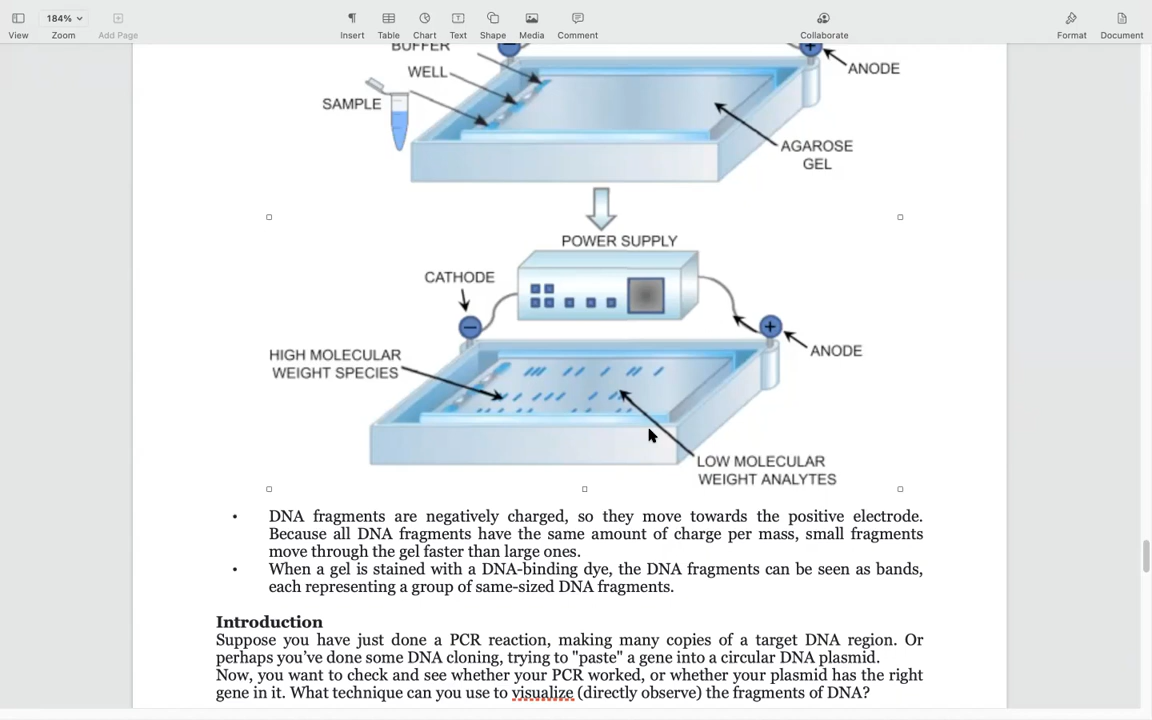 184%
View
Zoom
Add Page
Insert
Table
Chart
Text
Shape
Media
Comment
Collaborate
Format
Document
BUFFER
WELL
SAMPLE
ANODE
AGAROSE
GEL
POWER SUPPLY
CATHODE
ANODE
HIGH MOLECULAR
WEIGHT SPECIES
LOW MOLECULAR
WEIGHT ANALYTES
• DNA fragments are negatively charged, so they move towards the positive electrode.
Because all DNA fragments have the same amount of charge per mass, small fragments
move through the gel faster than large ones.
• When a gel is stained with a DNA-binding dye, the DNA fragments can be seen as bands,
each representing a group of same-sized DNA fragments.
Introduction
Suppose you have just done a PCR reaction, making many copies of a target DNA region. Or
perhaps you've done some DNA cloning, trying to "paste" a gene into a circular DNA plasmid.
Now, you want to check and see whether your PCR worked, or whether your plasmid has the right
gene in it. What technique can you use to visualize (directly observe) the fragments of DNA?